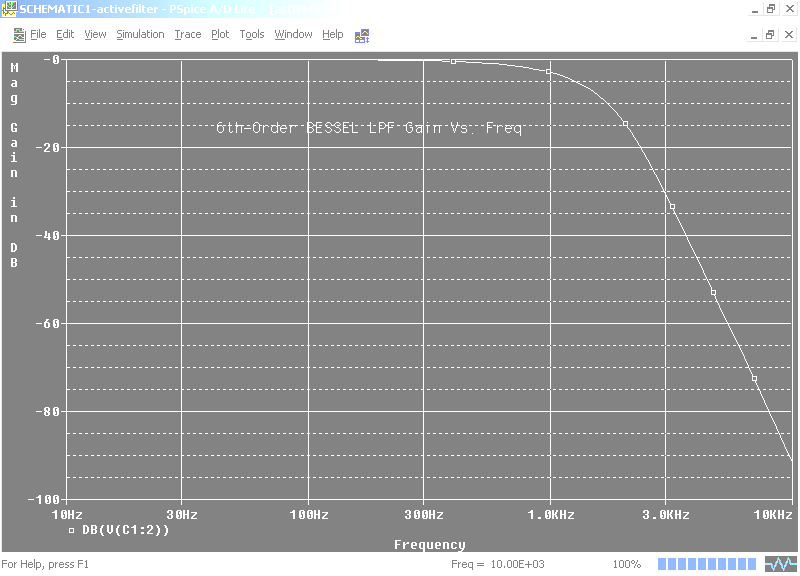 SCHEMATIC1-activefilter - PSpice A/D Lite - [activefilter
File Edit View Simulation Trace Plot Tools Window Help
Mag Gain in DB
-0
6th-Order BESSEL LPF Gain Vs. Freq
-20
-40
-60
-80
-100
10Hz 30Hz 100Hz 300Hz 1.0KHz 3.0KHz 10KHz
DB(V(C1:2))
Frequency
For Help, press F1 Freq = 10.00E+03 100%